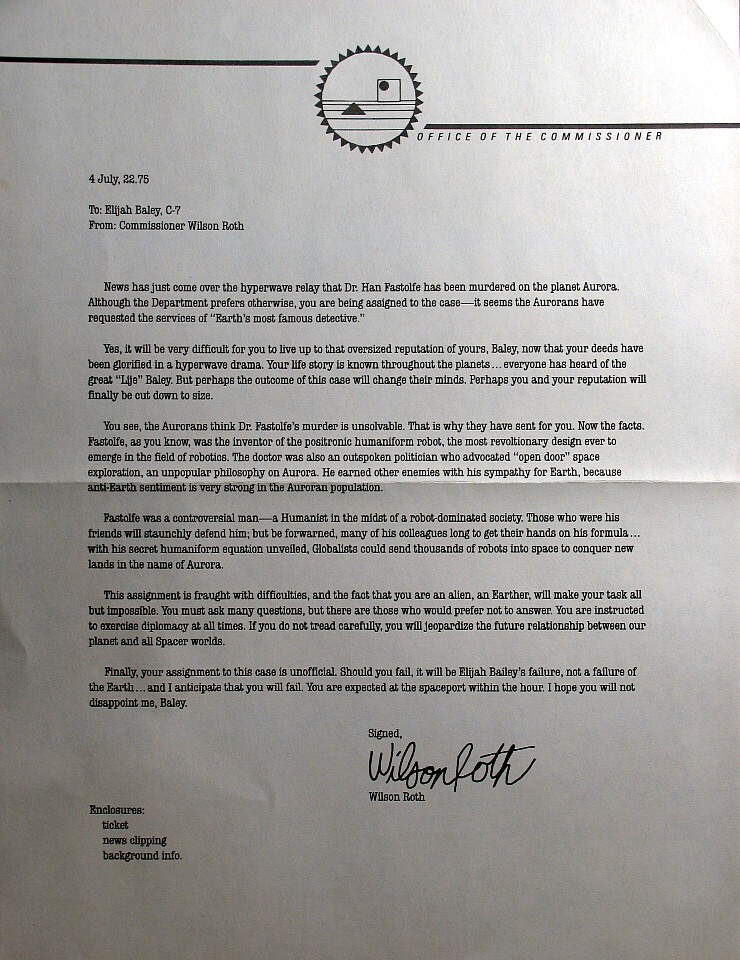 OFFICE OF THE COMMISSIONER
4 July, 22.75
To: Elijah Baley, C-7
From: Commissioner Wilson Roth
News has just come over the hyperwave relay that Dr. Han Fastolfe has been murdered on the planet Aurora.
Although the Department prefers otherwise, you are being assigned to the case—it seems the Aurorans have
requested the services of “Earth's most famous detective.”
Yes, it will be very difficult for you to live up to that oversized reputation of yours, Baley, now that your deeds have
been glorified in a hyperwave drama. Your life story is known throughout the planets...everyone has heard of the
great “Lije” Baley. But perhaps the outcome of this case will change their minds. Perhaps you and your reputation will
finally be cut down to size.
You see, the Aurorans think Dr. Fastolfe's murder is unsolvable. That is why they have sent for you. Now the facts.
Fastolfe, as you know, was the inventor of the positronic humaniform robot, the most revoltionary design ever to
emerge in the field of robotics. The doctor was also an outspoken politician who advocated “open door” space
exploration, an unpopular philosophy on Aurora. He earned other enemies with his sympathy for Earth, because
anti-Earth sentiment is very strong in the Auroran population.
Fastolfe was a controversial man—a Humanist in the midst of a robot-dominated society. Those who were his
friends will staunchly defend him; but be forwarned, many of his colleagues long to get their hands on his formula...
with his secret humaniform equation unveiled, Globalists could send thousands of robots into space to conquer new
lands in the name of Aurora.
This assignment is fraught with difficulties, and the fact that you are an alien, an Earther, will make your task all
but impossible. You must ask many questions, but there are those who would prefer not to answer. You are instructed
to exercise diplomacy at all times. If you do not tread carefully, you will jeopardize the future relationship between our
planet and all Spacer worlds.
Finally, your assignment to this case is unofficial. Should you fail, it will be Elijah Bailey's failure, not a failure of
the Earth...and I anticipate that you will fail. You are expected at the spaceport within the hour. I hope you will not
disappoint me, Baley.
Signed,
Wilson Roth
Wilson Roth
Enclosures:
ticket
news clipping
background info.